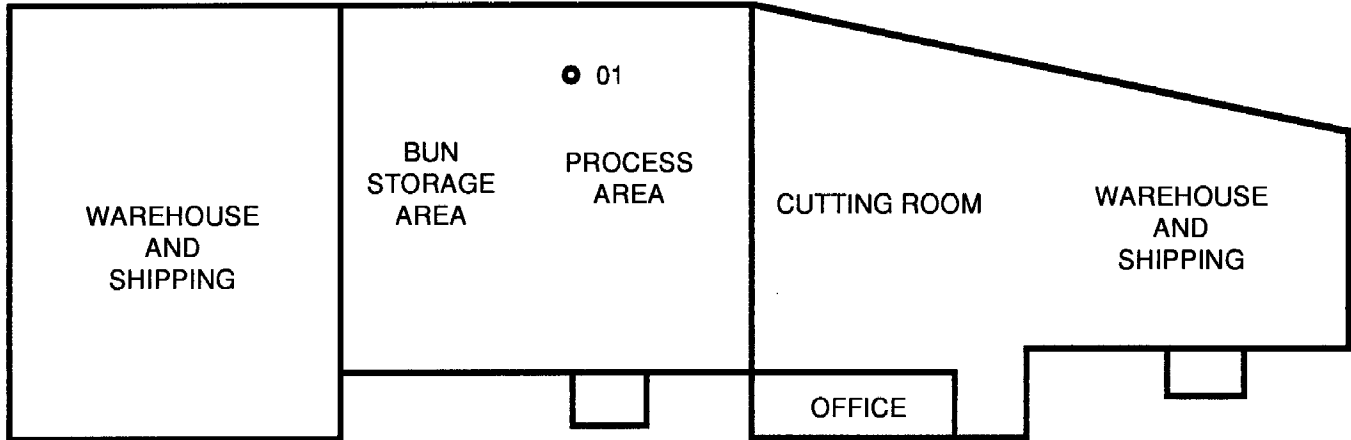 01
BUN
STORAGE
AREA
PROCESS
AREA
WAREHOUSE
AND
SHIPPING
CUTTING ROOM
WAREHOUSE
AND
SHIPPING
OFFICE